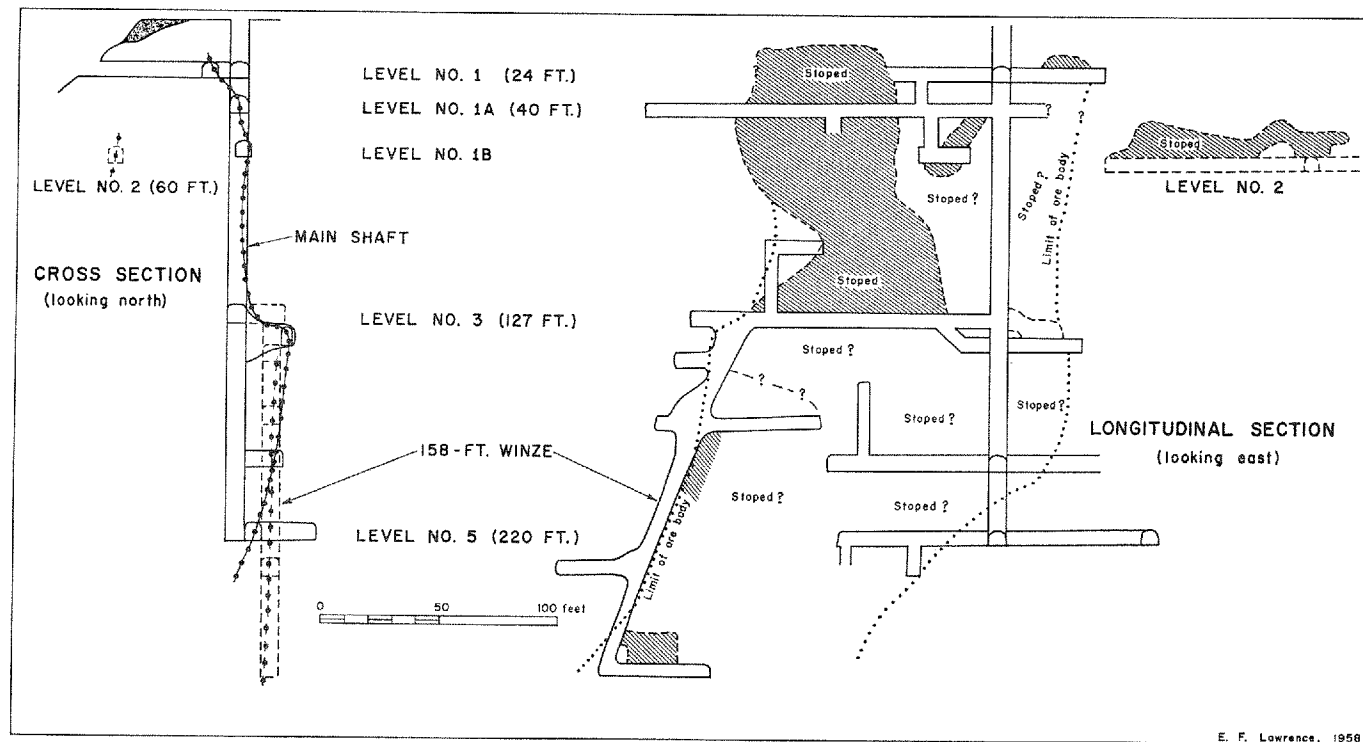 LEVEL NO. 1 (24 FT.)
LEVEL NO. 1A (40 FT.)
LEVEL NO. 1B
LEVEL NO. 2 (60 FT.)
MAIN SHAFT
CROSS SECTION
(looking north)
LEVEL NO. 3 (127 FT.)
158-FT. WINZE
LEVEL NO. 5 (220 FT.)
0 50 100 feet
Stoped
?
Stoped
LEVEL NO. 2
Stoped ?
Stoped ?
Limit of ore body
Stoped
Stoped ?
? ?
Stoped ?
Stoped ?
LONGITUDINAL SECTION
(looking east)
Stoped ?
Stoped ?
Limit of ore body
E. F. Lawrence, 1958